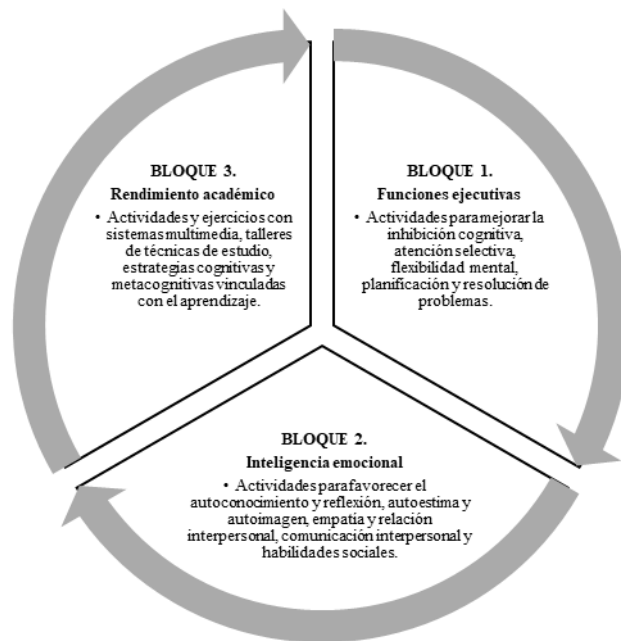 BLOQUE 1.
Funciones ejecutivas
• Actividades para mejorar la
inhibición cognitiva,
atención selectiva,
flexibilidad mental,
planificación y resolución de
problemas.
BLOQUE 2.
Inteligencia emocional
• Actividades para favorecer el
autoconocimiento y reflexión, autoestima y
autoimagen, empatía y relación
interpersonal, comunicación interpersonal y
habilidades sociales.
BLOQUE 3.
Rendimiento académico
• Actividades y ejercicios con
sistemas multimedia, talleres
de técnicas de estudio,
estrategias cognitivas y
metacognitivas vinculadas
con el aprendizaje.